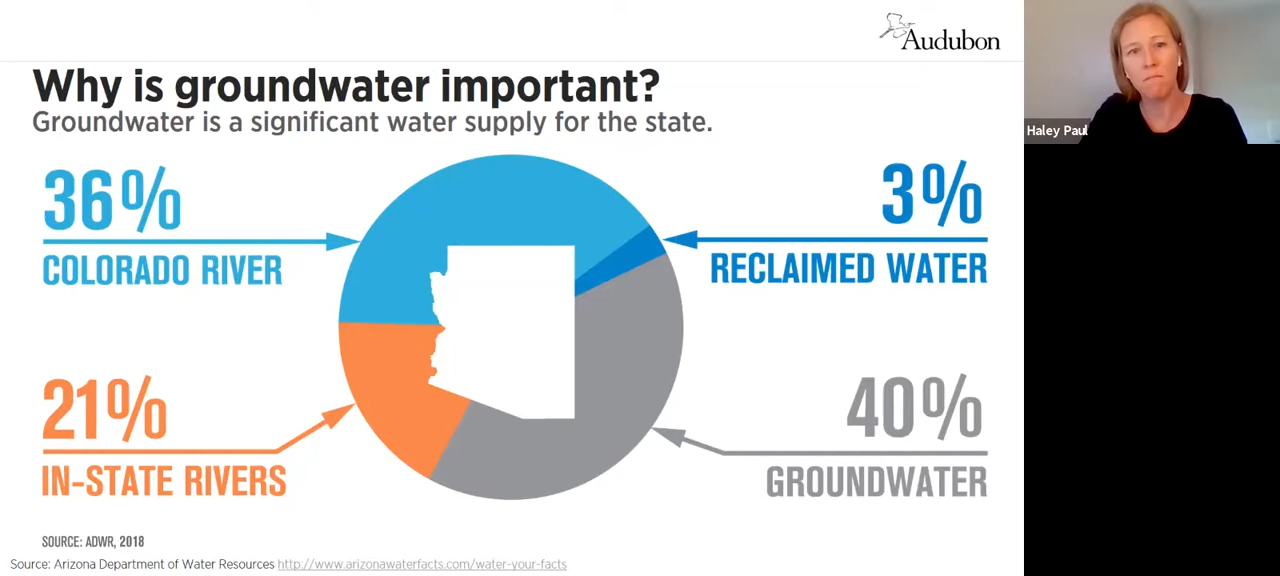 Audubon
Why is groundwater important?
Groundwater is a significant water supply for the state.
36%
COLORADO RIVER
3%
RECLAIMED WATER
21%
IN-STATE RIVERS
40%
GROUNDWATER
SOURCE: ADWR, 2018
Source: Arizona Department of Water Resources http://www.arizonawaterfacts.com/water-your-facts
Haley Paul